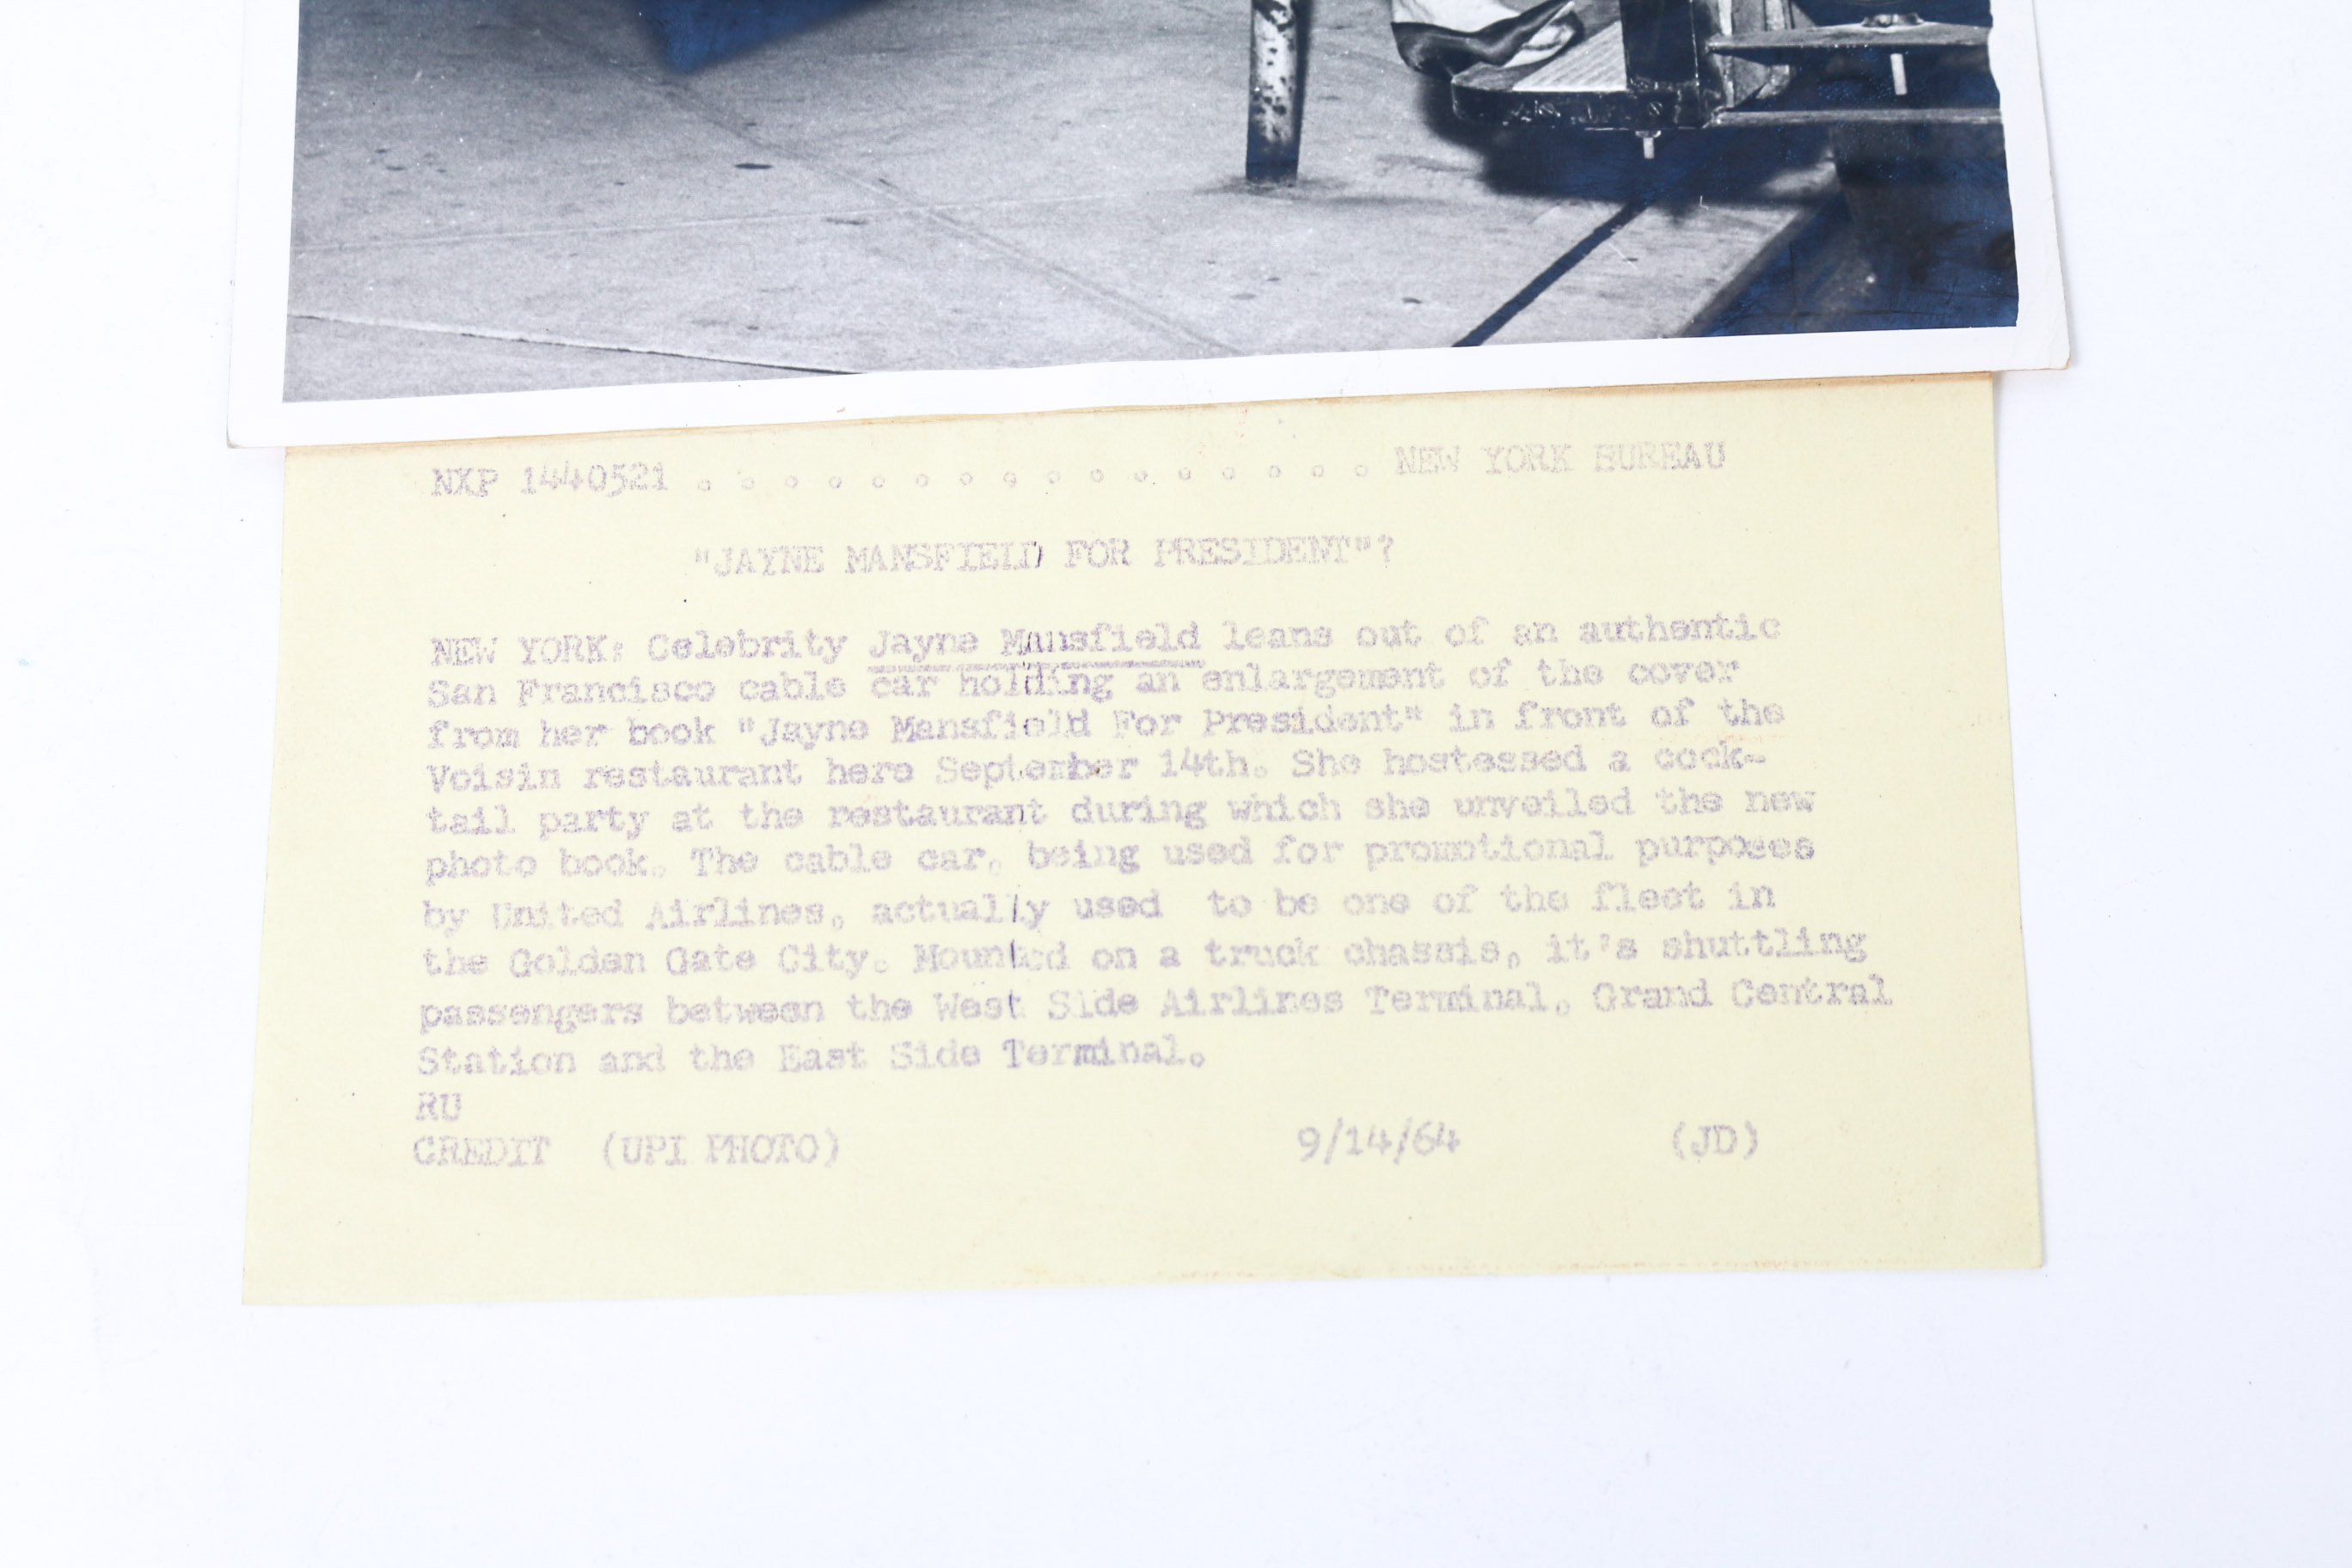 NXP 1440521 . . . . . . . . . . . . . . . . NEW YORK BUREAU
"JAYNE MANSFIELD FOR PRESIDENT"?
NEW YORK: Celebrity Jayne Mansfield leans out of an authentic
San Francisco cable car holding an enlargement of the cover
from her book "Jayne Mansfield For President" in front of the
Voisin restaurant here September 14th. She hostessed a cock-
tail party at the restaurant during which she unveiled the new
photo book. The cable car, being used for promotional purposes
by United Airlines, actually used to be one of the fleet in
the Golden Gate City. Mounted on a truck chassis, it's shuttling
passengers between the West Side Airlines Terminal, Grand Central
Station and the East Side Terminal.
RU
CREDIT (UPI PHOTO) 9/14/64 (JD)